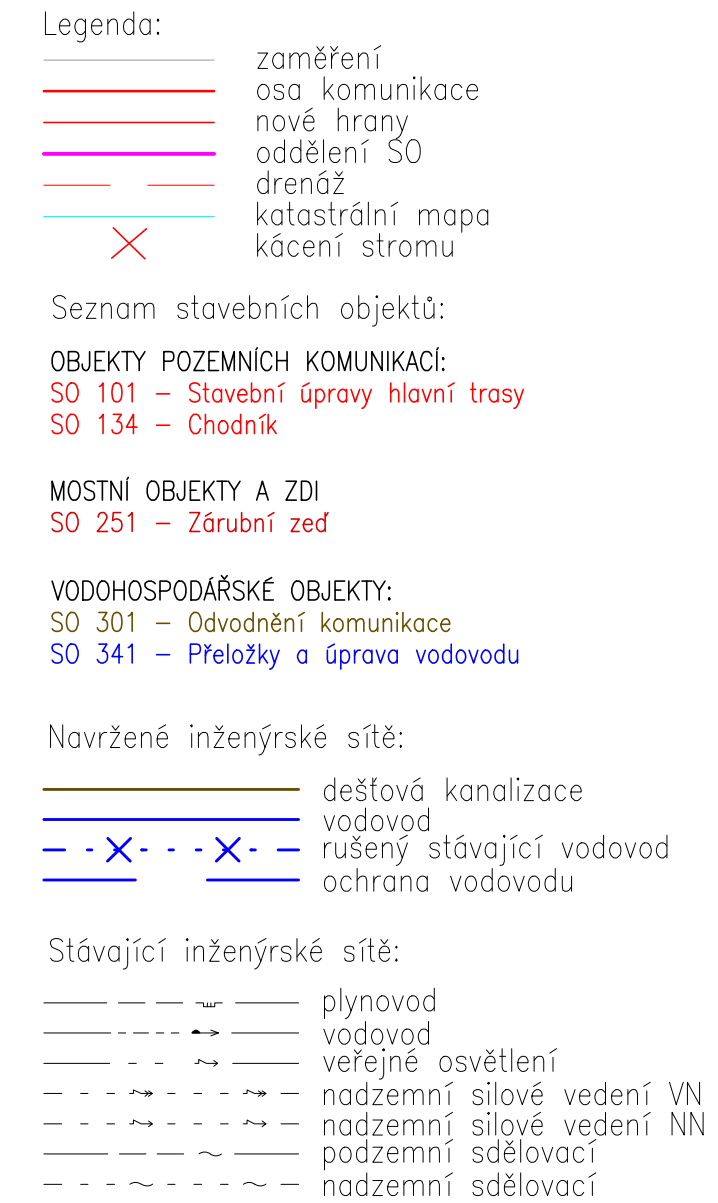 Legenda:
zaměření
osa komunikace
nové hrany
oddělení SO
drenáž
katastrální mapa
kácení stromu
Seznam stavebních objektů:
OBJEKTY POZEMNÍCH KOMUNIKACÍ:
SO 101 – Stavební úpravy hlavní trasy
SO 134 – Chodník
MOSTNÍ OBJEKTY A ZDI
SO 251 – Zárubní zeď
VODOHOSPODÁŘSKÉ OBJEKTY:
SO 301 – Odvodnění komunikace
SO 341 – Přeložky a úprava vodovodu
Navržené inženýrské sítě:
dešťová kanalizace
vodovod
rušený stávající vodovod
ochrana vodovodu
Stávající inženýrské sítě:
plynovod
vodovod
veřejné osvětlení
nadzemní silové vedení VN
nadzemní silové vedení NN
podzemní sdělovací
nadzemní sdělovací